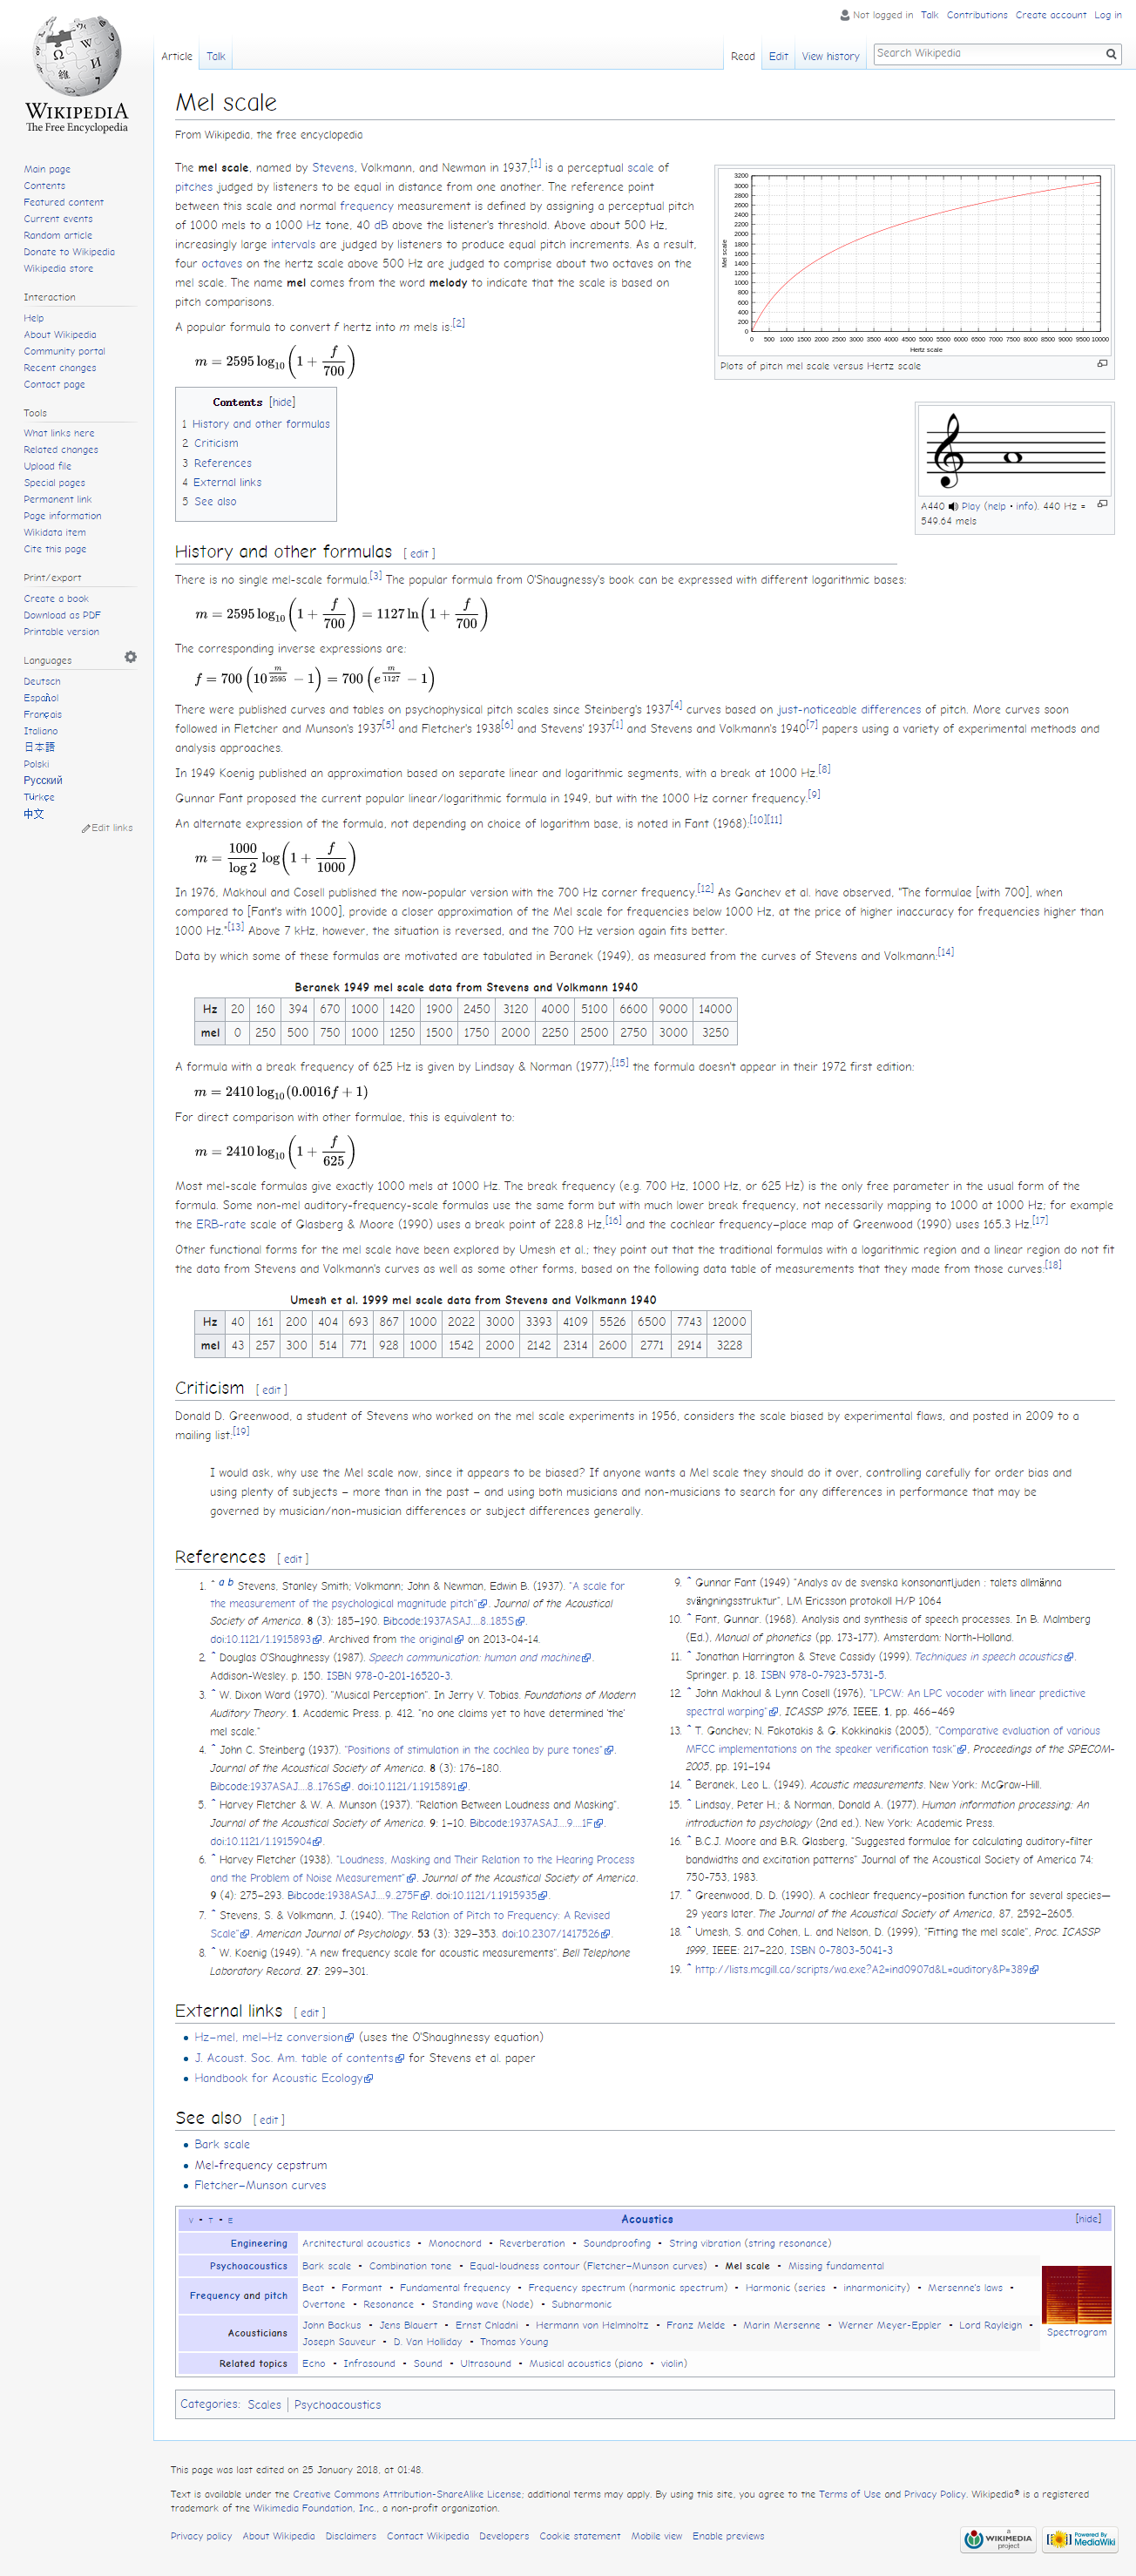 Not logged in Talk Contributions Create account Log in
Article Talk
Read Edit View history
Search Wikipedia
WIKIPEDIA
The Free Encyclopedia
Main page
Contents
Featured content
Current events
Random article
Donate to Wikipedia
Wikipedia store
Interaction
Help
About Wikipedia
Community portal
Recent changes
Contact page
Tools
What links here
Related changes
Upload file
Special pages
Permanent link
Page information
Wikidata item
Cite this page
Print/export
Create a book
Download as PDF
Printable version
Languages
Deutsch
Español
Français
Italiano
日本語
Polski
Русский
Türkçe
中文
Edit links
Mel scale
From Wikipedia, the free encyclopedia
The mel scale, named by Stevens, Volkmann, and Newman in 1937,[1] is a perceptual scale of
pitches judged by listeners to be equal in distance from one another. The reference point
between this scale and normal frequency measurement is defined by assigning a perceptual pitch
of 1000 mels to a 1000 Hz tone, 40 dB above the listener's threshold. Above about 500 Hz,
increasingly large intervals are judged by listeners to produce equal pitch increments. As a result,
four octaves on the hertz scale above 500 Hz are judged to comprise about two octaves on the
mel scale. The name mel comes from the word melody to indicate that the scale is based on
pitch comparisons.
Mel scale
3200
3000
2800
2600
2400
2200
2000
1800
1600
1400
1200
1000
800
600
400
200
0
0 500 1000 1500 2000 2500 3000 3500 4000 4500 5000 5500 6000 6500 7000 7500 8000 8500 9000 9500 10000
Hertz scale
Plots of pitch mel scale versus Hertz scale
A440 Play (help · info). 440 Hz =
549.64 mels
A popular formula to convert f hertz into m mels is:[2]
m = 2595 log10(1 + f/700)
Contents [hide]
1 History and other formulas
2 Criticism
3 References
4 External links
5 See also
History and other formulas [ edit ]
There is no single mel-scale formula.[3] The popular formula from O'Shaugnessy's book can be expressed with different logarithmic bases:
m = 2595 log10(1 + f/700) = 1127 ln(1 + f/700)
The corresponding inverse expressions are:
f = 700(10^(m/2595) − 1) = 700(e^(m/1127) − 1)
There were published curves and tables on psychophysical pitch scales since Steinberg's 1937[4] curves based on just-noticeable differences of pitch. More curves soon
followed in Fletcher and Munson's 1937[5] and Fletcher's 1938[6] and Stevens' 1937[1] and Stevens and Volkmann's 1940[7] papers using a variety of experimental methods and
analysis approaches.
In 1949 Koenig published an approximation based on separate linear and logarithmic segments, with a break at 1000 Hz.[8]
Gunnar Fant proposed the current popular linear/logarithmic formula in 1949, but with the 1000 Hz corner frequency.[9]
An alternate expression of the formula, not depending on choice of logarithm base, is noted in Fant (1968):[10][11]
m = 1000/log 2 log(1 + f/1000)
In 1976, Makhoul and Cosell published the now-popular version with the 700 Hz corner frequency.[12] As Ganchev et al. have observed, "The formulae [with 700], when
compared to [Fant's with 1000], provide a closer approximation of the Mel scale for frequencies below 1000 Hz, at the price of higher inaccuracy for frequencies higher than
1000 Hz."[13] Above 7 kHz, however, the situation is reversed, and the 700 Hz version again fits better.
Data by which some of these formulas are motivated are tabulated in Beranek (1949), as measured from the curves of Stevens and Volkmann:[14]
Beranek 1949 mel scale data from Stevens and Volkmann 1940
Hz 20 160 394 670 1000 1420 1900 2450 3120 4000 5100 6600 9000 14000
mel 0 250 500 750 1000 1250 1500 1750 2000 2250 2500 2750 3000 3250
A formula with a break frequency of 625 Hz is given by Lindsay & Norman (1977);[15] the formula doesn't appear in their 1972 first edition:
m = 2410 log10(0.0016f + 1)
For direct comparison with other formulae, this is equivalent to:
m = 2410 log10(1 + f/625)
Most mel-scale formulas give exactly 1000 mels at 1000 Hz. The break frequency (e.g. 700 Hz, 1000 Hz, or 625 Hz) is the only free parameter in the usual form of the
formula. Some non-mel auditory-frequency-scale formulas use the same form but with much lower break frequency, not necessarily mapping to 1000 at 1000 Hz; for example
the ERB-rate scale of Glasberg & Moore (1990) uses a break point of 228.8 Hz,[16] and the cochlear frequency–place map of Greenwood (1990) uses 165.3 Hz.[17]
Other functional forms for the mel scale have been explored by Umesh et al.; they point out that the traditional formulas with a logarithmic region and a linear region do not fit
the data from Stevens and Volkmann's curves as well as some other forms, based on the following data table of measurements that they made from those curves:[18]
Umesh et al. 1999 mel scale data from Stevens and Volkmann 1940
Hz 40 161 200 404 693 867 1000 2022 3000 3393 4109 5526 6500 7743 12000
mel 43 257 300 514 771 928 1000 1542 2000 2142 2314 2600 2771 2914 3228
Criticism [ edit ]
Donald D. Greenwood, a student of Stevens who worked on the mel scale experiments in 1956, considers the scale biased by experimental flaws, and posted in 2009 to a
mailing list:[19]
I would ask, why use the Mel scale now, since it appears to be biased? If anyone wants a Mel scale they should do it over, controlling carefully for order bias and
using plenty of subjects – more than in the past – and using both musicians and non-musicians to search for any differences in performance that may be
governed by musician/non-musician differences or subject differences generally.
References [ edit ]
1. ^ a b Stevens, Stanley Smith; Volkmann; John & Newman, Edwin B. (1937). "A scale for
the measurement of the psychological magnitude pitch". Journal of the Acoustical
Society of America. 8 (3): 185–190. Bibcode:1937ASAJ....8..185S.
doi:10.1121/1.1915893. Archived from the original on 2013-04-14.
2. ^ Douglas O'Shaughnessy (1987). Speech communication: human and machine.
Addison-Wesley. p. 150. ISBN 978-0-201-16520-3.
3. ^ W. Dixon Ward (1970). "Musical Perception". In Jerry V. Tobias. Foundations of Modern
Auditory Theory. 1. Academic Press. p. 412. "no one claims yet to have determined 'the'
mel scale."
4. ^ John C. Steinberg (1937). "Positions of stimulation in the cochlea by pure tones".
Journal of the Acoustical Society of America. 8 (3): 176–180.
Bibcode:1937ASAJ....8..176S. doi:10.1121/1.1915891.
5. ^ Harvey Fletcher & W. A. Munson (1937). "Relation Between Loudness and Masking".
Journal of the Acoustical Society of America. 9: 1–10. Bibcode:1937ASAJ....9....1F.
doi:10.1121/1.1915904.
6. ^ Harvey Fletcher (1938). "Loudness, Masking and Their Relation to the Hearing Process
and the Problem of Noise Measurement". Journal of the Acoustical Society of America.
9 (4): 275–293. Bibcode:1938ASAJ....9..275F. doi:10.1121/1.1915935.
7. ^ Stevens, S. & Volkmann, J. (1940). "The Relation of Pitch to Frequency: A Revised
Scale". American Journal of Psychology. 53 (3): 329–353. doi:10.2307/1417526.
8. ^ W. Koenig (1949). "A new frequency scale for acoustic measurements". Bell Telephone
Laboratory Record. 27: 299–301.
9. ^ Gunnar Fant (1949) "Analys av de svenska konsonantljuden : talets allmänna
svängningsstruktur", LM Ericsson protokoll H/P 1064
10. ^ Fant, Gunnar. (1968). Analysis and synthesis of speech processes. In B. Malmberg
(Ed.), Manual of phonetics (pp. 173-177). Amsterdam: North-Holland.
11. ^ Jonathan Harrington & Steve Cassidy (1999). Techniques in speech acoustics.
Springer. p. 18. ISBN 978-0-7923-5731-5.
12. ^ John Makhoul & Lynn Cosell (1976), "LPCW: An LPC vocoder with linear predictive
spectral warping", ICASSP 1976, IEEE, 1, pp. 466–469
13. ^ T. Ganchev; N. Fakotakis & G. Kokkinakis (2005), "Comparative evaluation of various
MFCC implementations on the speaker verification task", Proceedings of the SPECOM-
2005, pp. 191–194
14. ^ Beranek, Leo L. (1949). Acoustic measurements. New York: McGraw-Hill.
15. ^ Lindsay, Peter H.; & Norman, Donald A. (1977). Human information processing: An
introduction to psychology (2nd ed.). New York: Academic Press.
16. ^ B.C.J. Moore and B.R. Glasberg, "Suggested formulae for calculating auditory-filter
bandwidths and excitation patterns" Journal of the Acoustical Society of America 74:
750-753, 1983.
17. ^ Greenwood, D. D. (1990). A cochlear frequency–position function for several species—
29 years later. The Journal of the Acoustical Society of America, 87, 2592–2605.
18. ^ Umesh, S. and Cohen, L. and Nelson, D. (1999), "Fitting the mel scale", Proc. ICASSP
1999, IEEE: 217–220, ISBN 0-7803-5041-3
19. ^ http://lists.mcgill.ca/scripts/wa.exe?A2=ind0907d&L=auditory&P=389
External links [ edit ]
Hz–mel, mel–Hz conversion (uses the O'Shaughnessy equation)
J. Acoust. Soc. Am. table of contents for Stevens et al. paper
Handbook for Acoustic Ecology
See also [ edit ]
Bark scale
Mel-frequency cepstrum
Fletcher–Munson curves
V · T · E Acoustics [hide]
Engineering Architectural acoustics · Monochord · Reverberation · Soundproofing · String vibration (string resonance)
Psychoacoustics Bark scale · Combination tone · Equal-loudness contour (Fletcher–Munson curves) · Mel scale · Missing fundamental
Frequency and pitch Beat · Formant · Fundamental frequency · Frequency spectrum (harmonic spectrum) · Harmonic (series · inharmonicity) · Mersenne's laws ·
Overtone · Resonance · Standing wave (Node) · Subharmonic
Spectrogram
Acousticians John Backus · Jens Blauert · Ernst Chladni · Hermann von Helmholtz · Franz Melde · Marin Mersenne · Werner Meyer-Eppler · Lord Rayleigh ·
Joseph Sauveur · D. Van Holliday · Thomas Young
Related topics Echo · Infrasound · Sound · Ultrasound · Musical acoustics (piano · violin)
Categories: Scales | Psychoacoustics
This page was last edited on 25 January 2018, at 01:48.
Text is available under the Creative Commons Attribution-ShareAlike License; additional terms may apply. By using this site, you agree to the Terms of Use and Privacy Policy. Wikipedia® is a registered
trademark of the Wikimedia Foundation, Inc., a non-profit organization.
Privacy policy About Wikipedia Disclaimers Contact Wikipedia Developers Cookie statement Mobile view Enable previews
A WIKIMEDIA project
Powered By MediaWiki